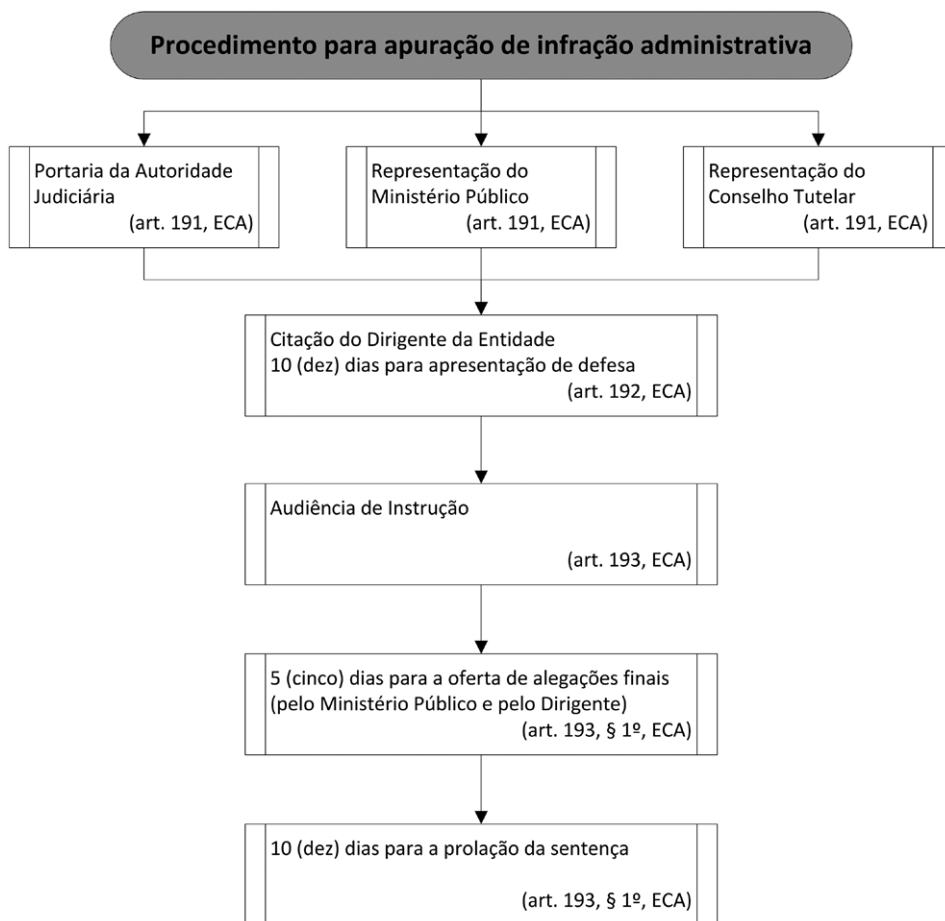 Procedimento para apuração de infração administrativa
Portaria da Autoridade
Judiciária
(art. 191, ECA)
Representação do
Ministério Público
(art. 191, ECA)
Representação do
Conselho Tutelar
(art. 191, ECA)
Citação do Dirigente da Entidade
10 (dez) dias para apresentação de defesa
(art. 192, ECA)
Audiência de Instrução
(art. 193, ECA)
5 (cinco) dias para a oferta de alegações finais
(pelo Ministério Público e pelo Dirigente)
(art. 193, § 1º, ECA)
10 (dez) dias para a prolação da sentença
(art. 193, § 1º, ECA)